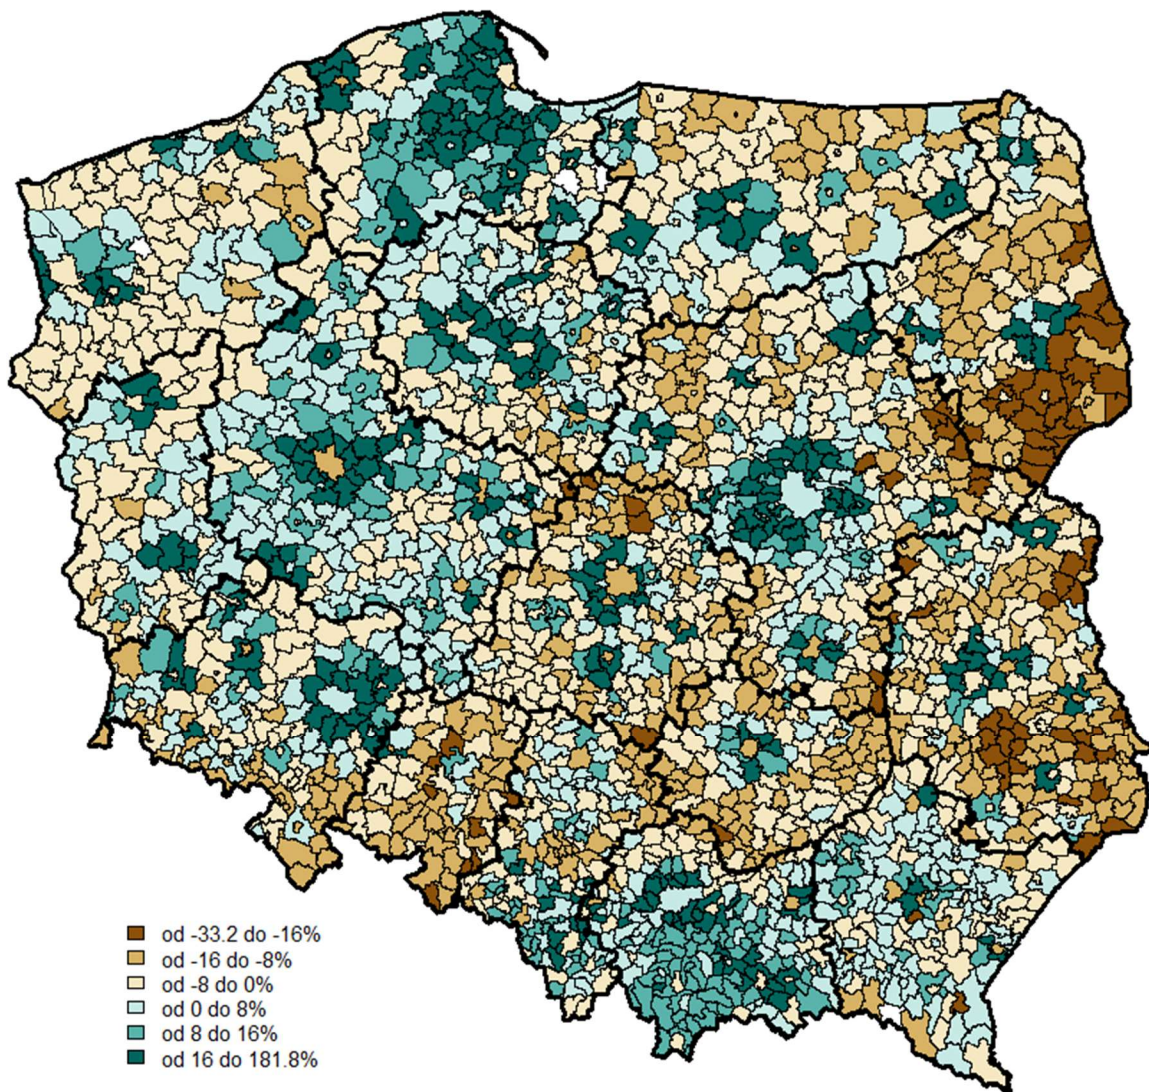 od -33.2 do -16%
od -16 do -8%
od -8 do 0%
od 0 do 8%
od 8 do 16%
od 16 do 181.8%